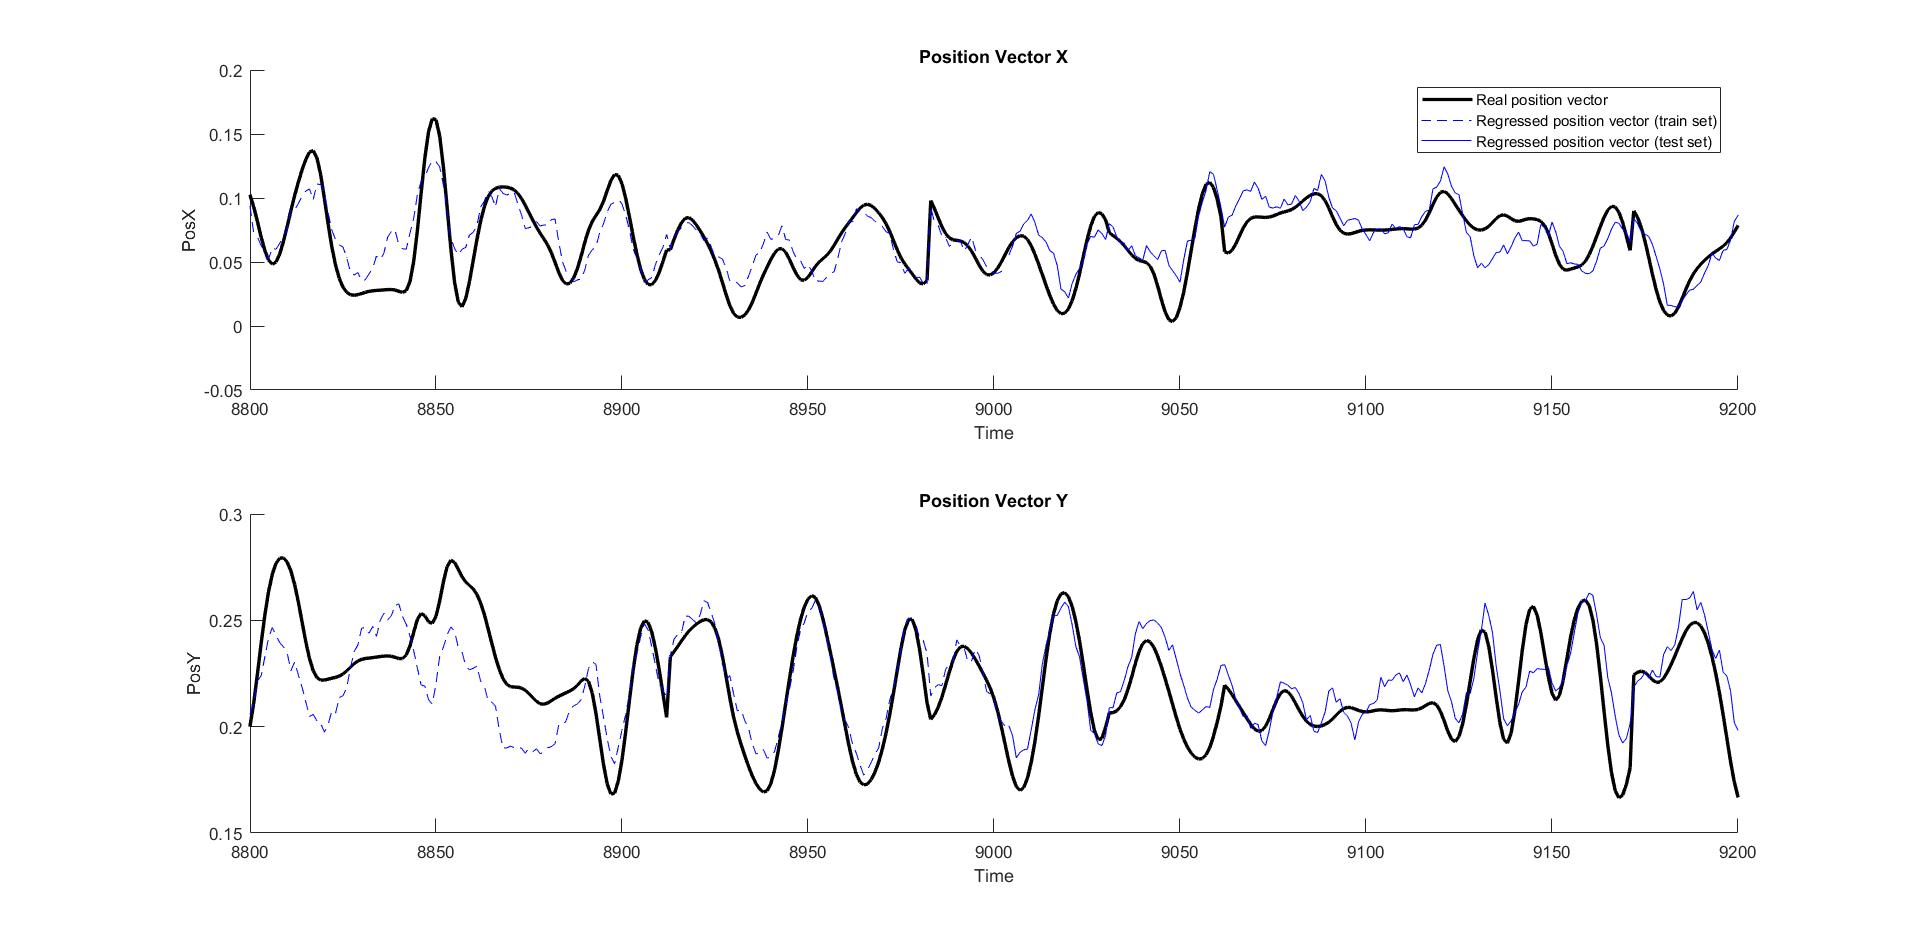 Position Vector X
0.2
0.15
0.1
0.05
0
-0.05
PosX
Real position vector
Regressed position vector (train set)
Regressed position vector (test set)
8800 8850 8900 8950 9000 9050 9100 9150 9200
Time
Position Vector Y
0.3
0.25
0.2
0.15
PosY
8800 8850 8900 8950 9000 9050 9100 9150 9200
Time